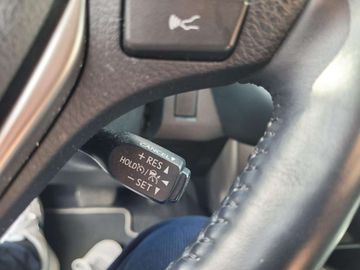 CANCEL▼
+ RES▲
HOLD(S)/
− SET▼